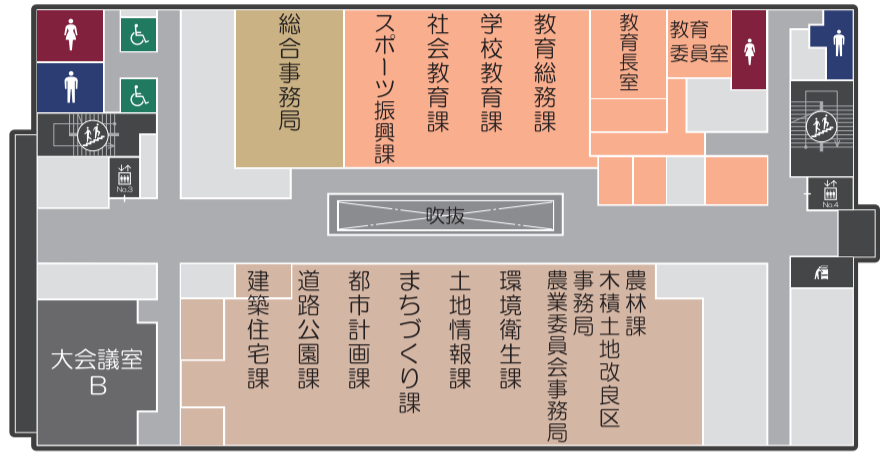 総合事務局
スポーツ振興課
社会教育課
学校教育課
教育総務課
教育長室
教育
委員室
No.3
No.4
吹抜
大会議室
B
建築住宅課
道路公園課
都市計画課
まちづくり課
土地情報課
環境衛生課
農業委員会事務局
事務局
木積土地改良区
農林課